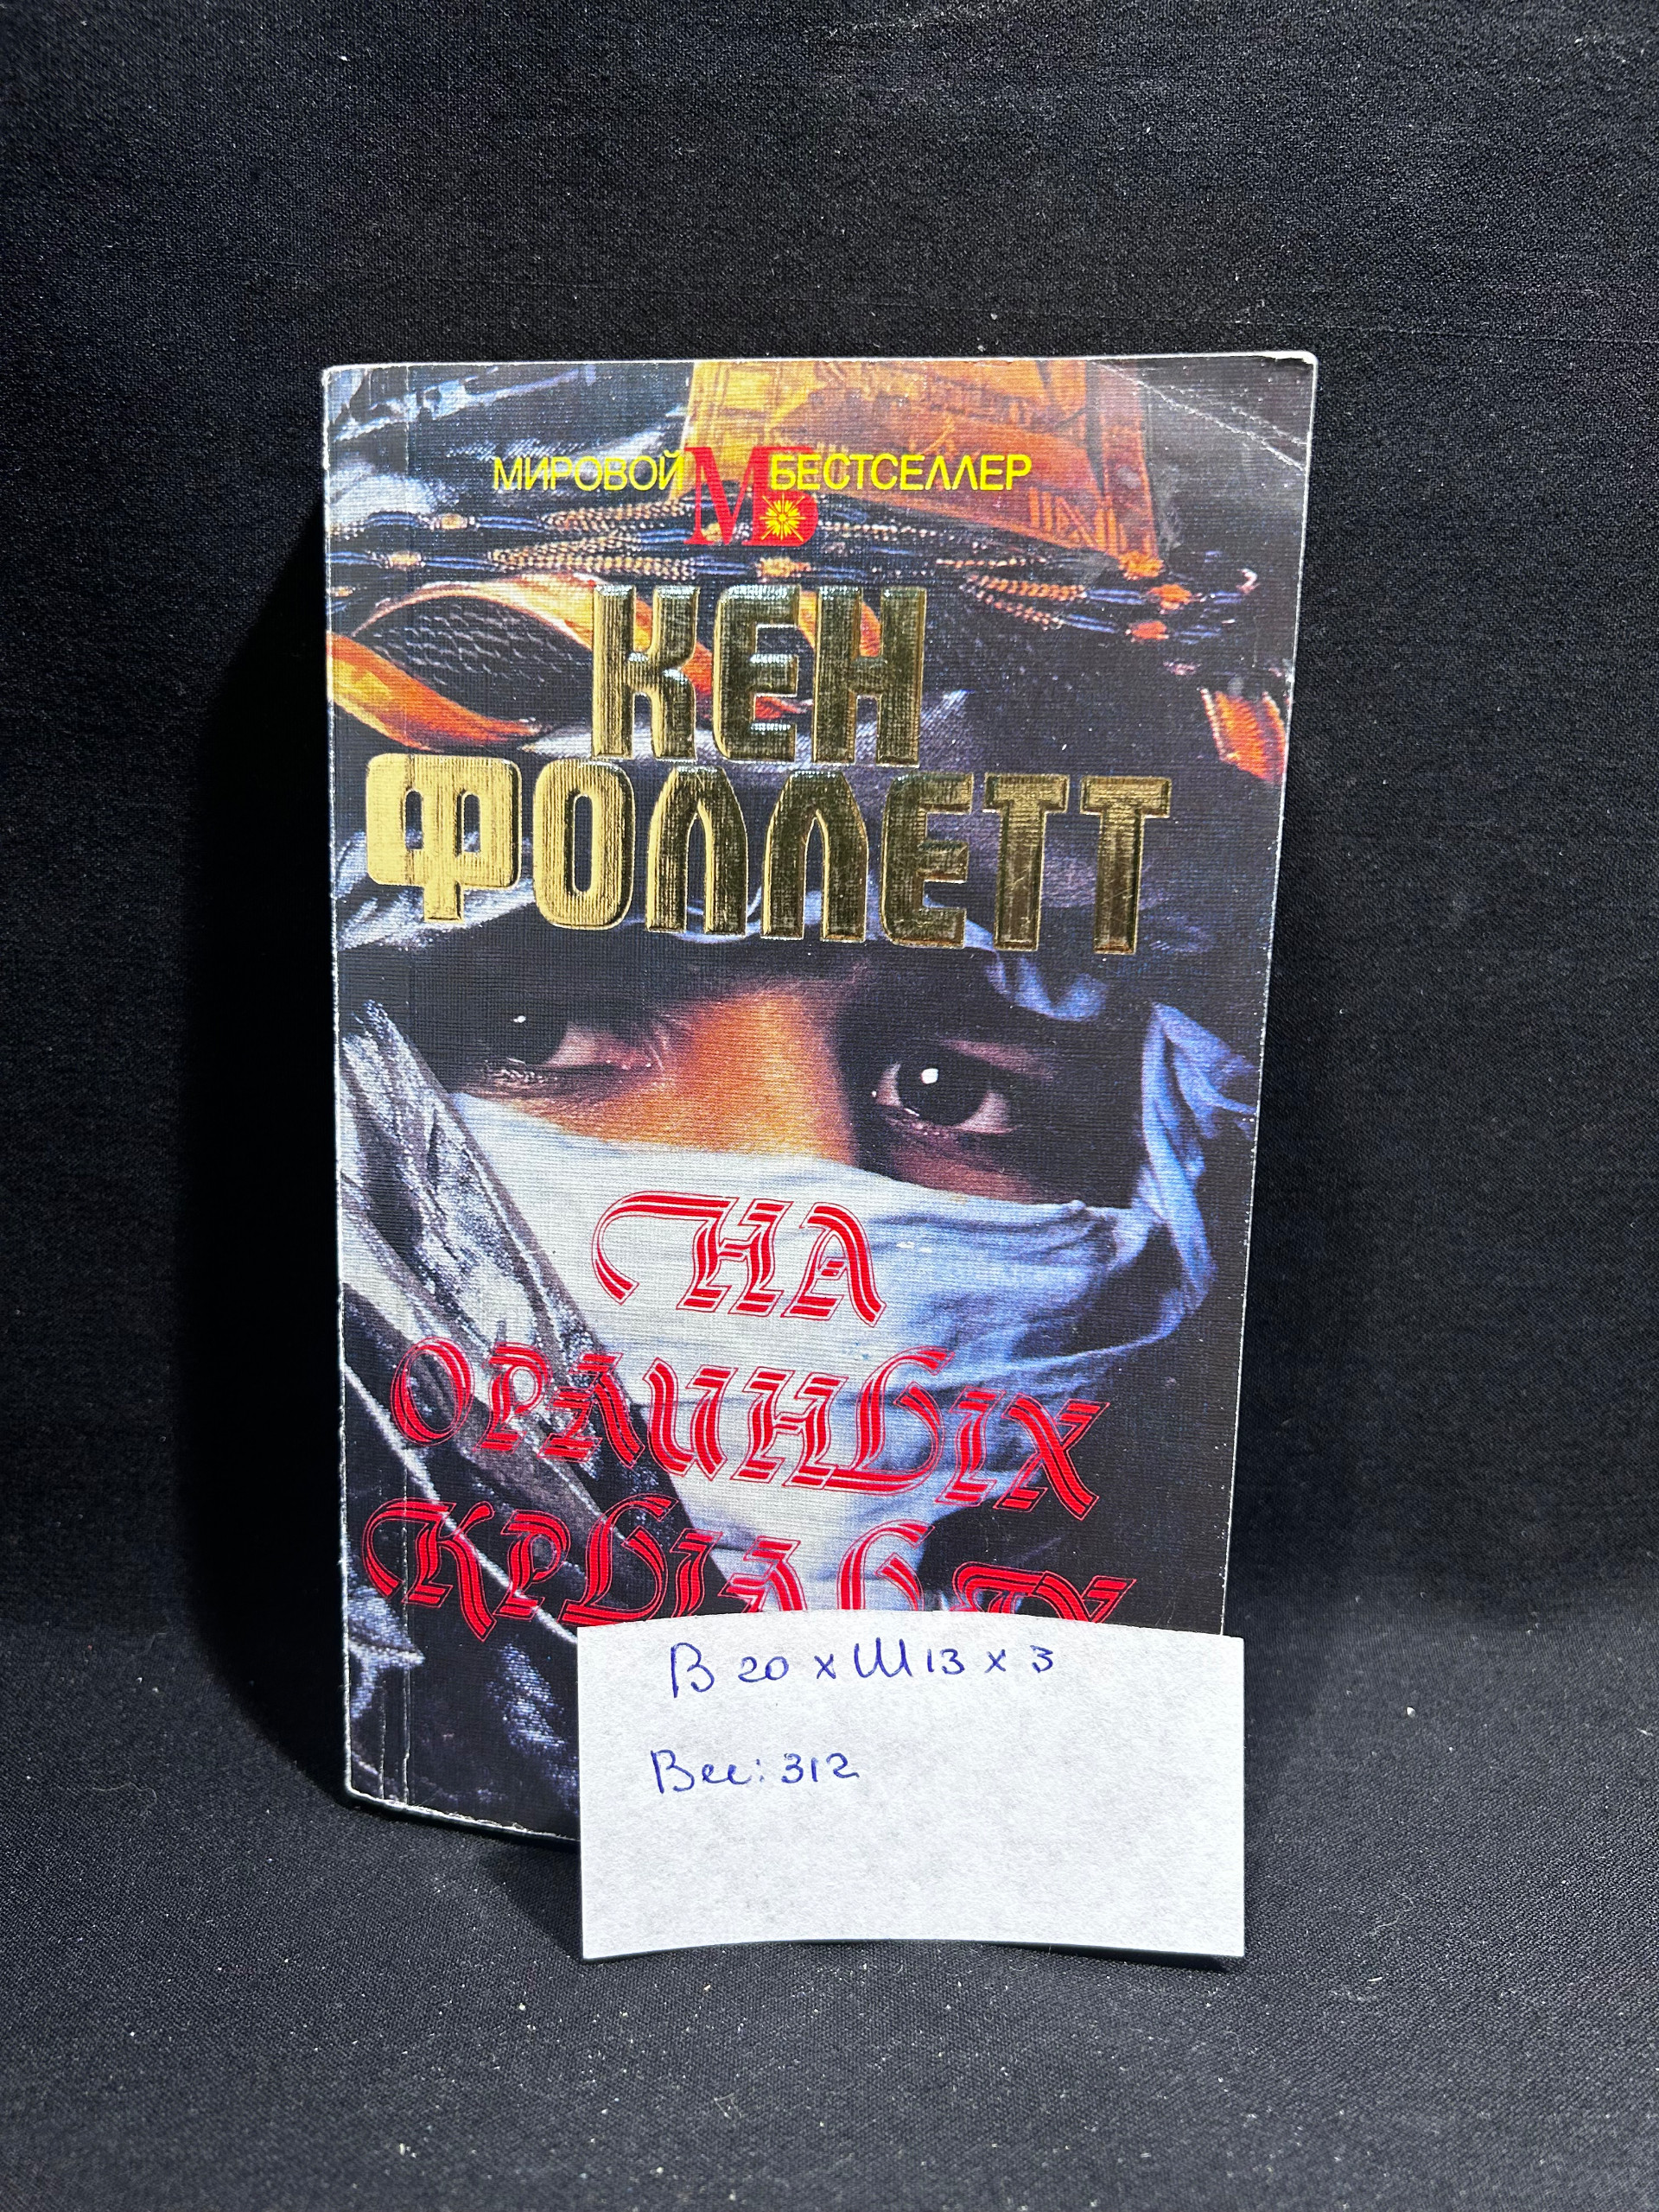 МИРОВОЙ МБ БЕСТСЕЛЛЕР
КЕН
ФОЛЛЕТТ
НА
ОРЛИНЫХ
КРЫЛЬЯХ
В 20 х Ш 13 х 3
Вес: 312